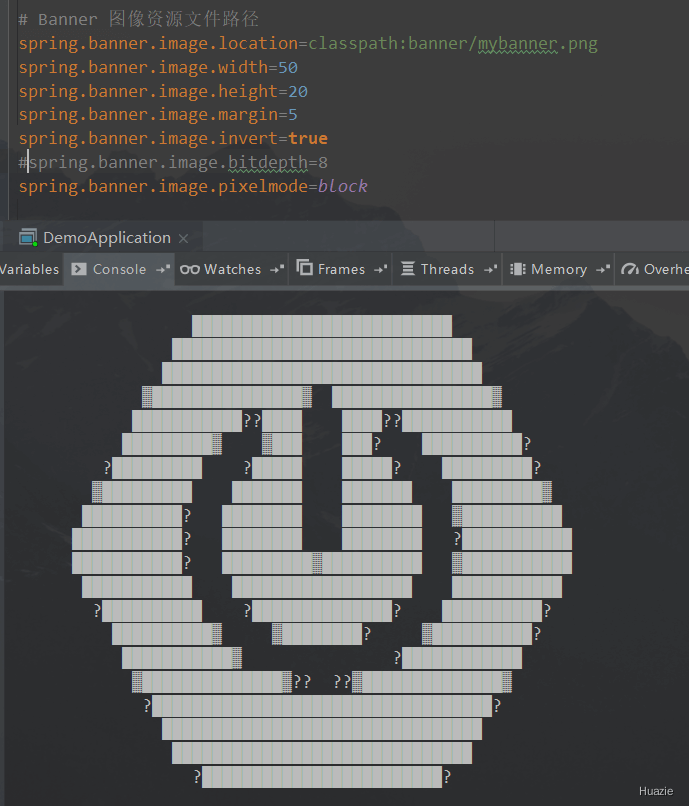 # Banner 图像资源文件路径
spring.banner.image.location=classpath:banner/mybanner.png
spring.banner.image.width=50
spring.banner.image.height=20
spring.banner.image.margin=5
spring.banner.image.invert=true
#spring.banner.image.bitdepth=8
spring.banner.image.pixelmode=block
DemoApplication ×
Variables Console Watches Frames Threads Memory Overhe
??  ??
?  ?
?  ?  ?  ?
?
?  ?
?
?  ?  ?  ?
?  ?
?
??  ??
?  ?
?  ?
Huazie